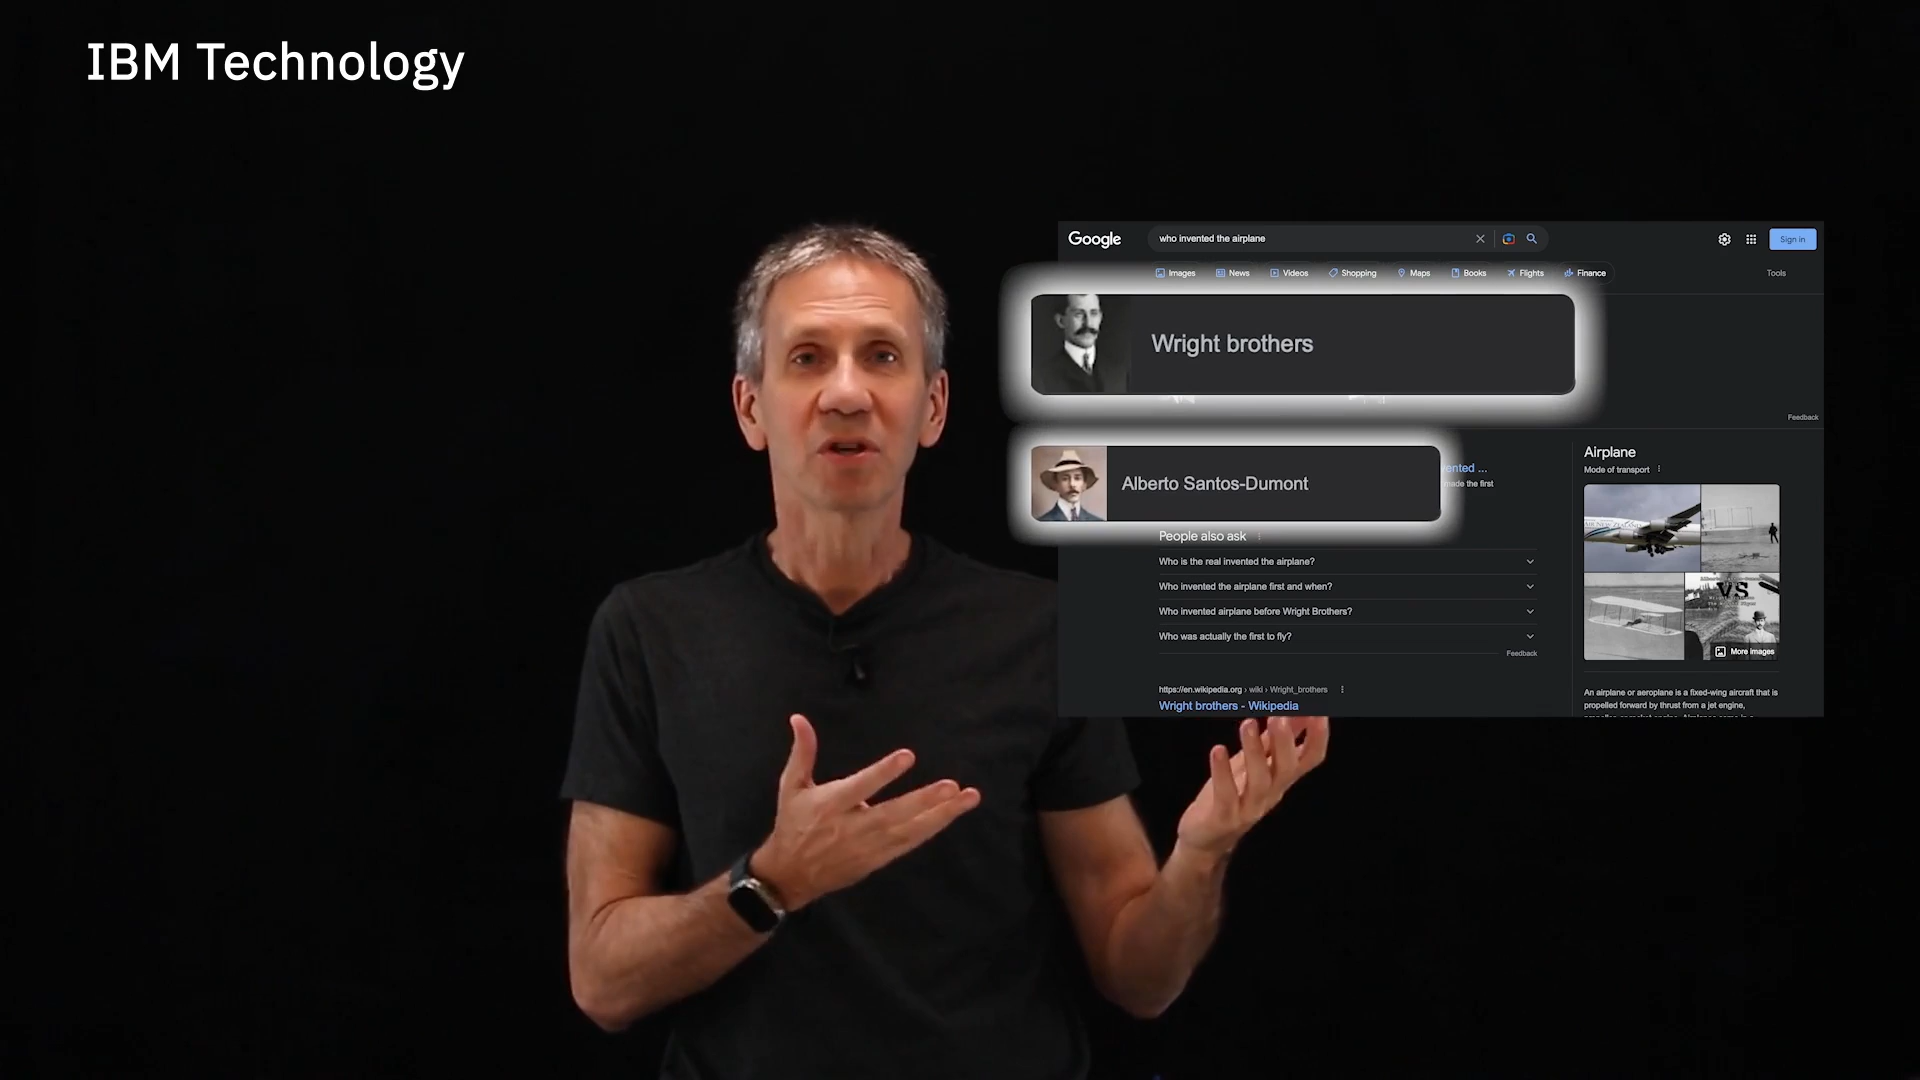 IBM Technology
Google
who invented the airplane
Sign in
Images
News
Videos
Shopping
Maps
Books
Flights
Finance
Tools
Wright brothers
Feedback
Alberto Santos-Dumont
... made the first
People also ask
Who is the real invented the airplane?
Who invented the airplane first and when?
Who invented airplane before Wright Brothers?
Who was actually the first to fly?
Feedback
https://en.wikipedia.org › wiki › Wright_brothers
Wright brothers - Wikipedia
Airplane
Mode of transport
AIR NEW ZEALAND
VS
More images
An airplane or aeroplane is a fixed-wing aircraft that is
propelled forward by thrust from a jet engine,